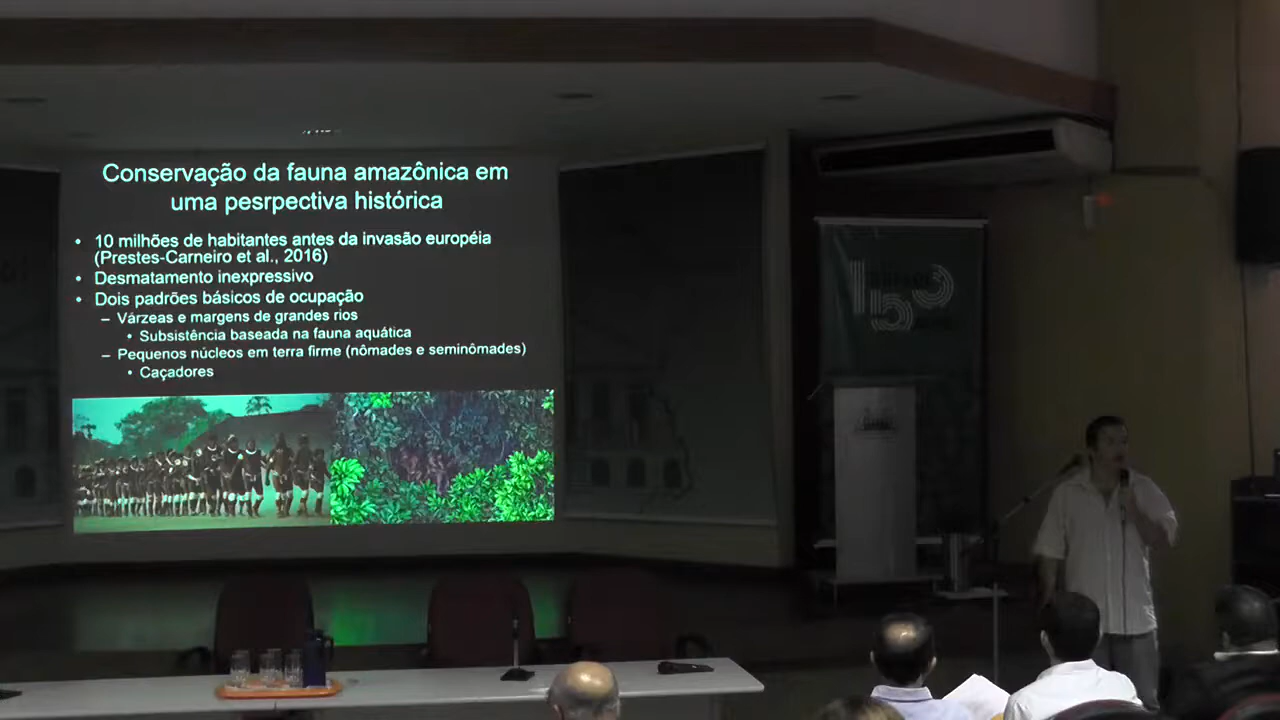 Conservação da fauna amazônica em
uma pesrpectiva histórica
• 10 milhões de habitantes antes da invasão européia
(Prestes-Carneiro et al., 2016)
• Desmatamento inexpressivo
• Dois padrões básicos de ocupação
– Várzeas e margens de grandes rios
• Subsistência baseada na fauna aquática
– Pequenos núcleos em terra firme (nômades e seminômades)
• Caçadores
150